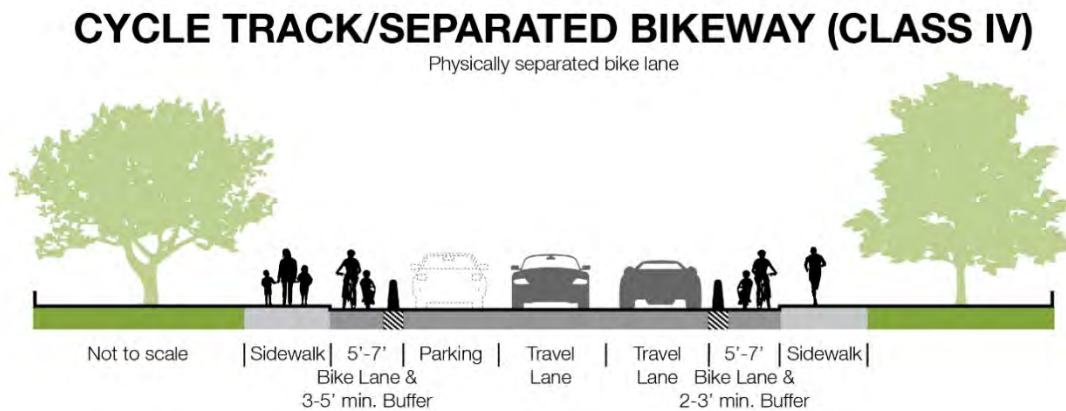 CYCLE TRACK/SEPARATED BIKEWAY (CLASS IV)
Physically separated bike lane
Not to scale
Sidewalk
5'-7'
Bike Lane &
3-5' min. Buffer
Parking
Travel
Lane
Travel
Lane
5'-7'
Bike Lane &
2-3' min. Buffer
Sidewalk